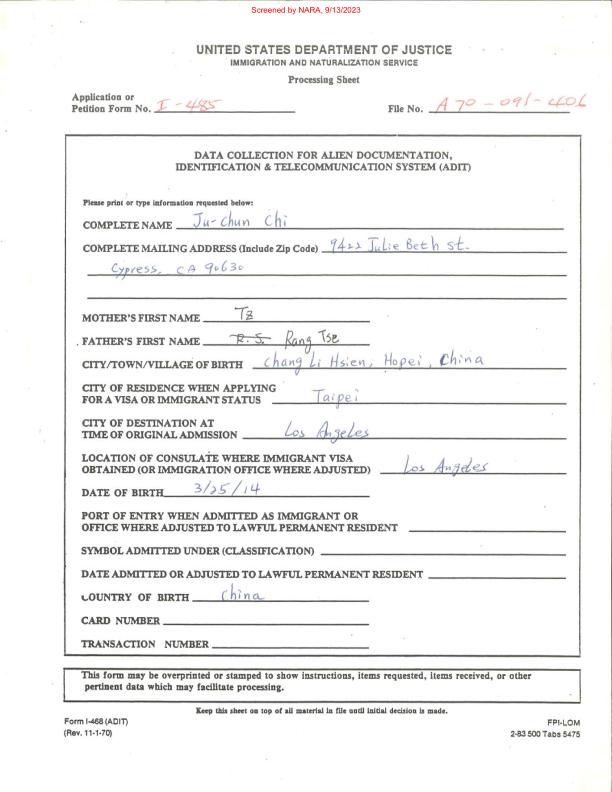 Screened by NARA, 9/13/2023
UNITED STATES DEPARTMENT OF JUSTICE
IMMIGRATION AND NATURALIZATION SERVICE
Processing Sheet
Application or
Petition Form No. I-485 File No. A 70-091-406
DATA COLLECTION FOR ALIEN DOCUMENTATION,
IDENTIFICATION & TELECOMMUNICATION SYSTEM (ADIT)
Please print or type information requested below:
COMPLETE NAME Ju-chun Chi
COMPLETE MAILING ADDRESS (Include Zip Code) 9422 Julie Beth St.
Cypress, CA 90630
MOTHER'S FIRST NAME Tz
FATHER'S FIRST NAME R.S. Rang Tse
CITY/TOWN/VILLAGE OF BIRTH Chang Li Hsien, Hopei, China
CITY OF RESIDENCE WHEN APPLYING
FOR A VISA OR IMMIGRANT STATUS Taipei
CITY OF DESTINATION AT
TIME OF ORIGINAL ADMISSION Los Angeles
LOCATION OF CONSULATE WHERE IMMIGRANT VISA
OBTAINED (OR IMMIGRATION OFFICE WHERE ADJUSTED) Los Angeles
DATE OF BIRTH 3/25/14
PORT OF ENTRY WHEN ADMITTED AS IMMIGRANT OR
OFFICE WHERE ADJUSTED TO LAWFUL PERMANENT RESIDENT
SYMBOL ADMITTED UNDER (CLASSIFICATION)
DATE ADMITTED OR ADJUSTED TO LAWFUL PERMANENT RESIDENT
COUNTRY OF BIRTH China
CARD NUMBER
TRANSACTION NUMBER
This form may be overprinted or stamped to show instructions, items requested, items received, or other
pertinent data which may facilitate processing.
Keep this sheet on top of all material in file until initial decision is made.
Form I-468 (ADIT) FPI-LOM
(Rev. 11-1-70) 2-83 500 Tabs 5475